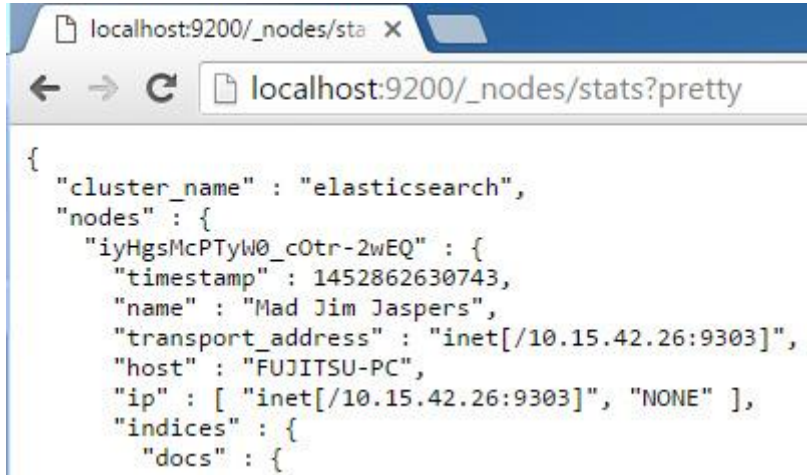 localhost:9200/_nodes/sta
localhost:9200/_nodes/stats?pretty
{
  "cluster_name" : "elasticsearch",
  "nodes" : {
    "iyHgsMcPTyW0_cOtr-2wEQ" : {
      "timestamp" : 1452862630743,
      "name" : "Mad Jim Jaspers",
      "transport_address" : "inet[/10.15.42.26:9303]",
      "host" : "FUJITSU-PC",
      "ip" : [ "inet[/10.15.42.26:9303]", "NONE" ],
      "indices" : {
        "docs" : {